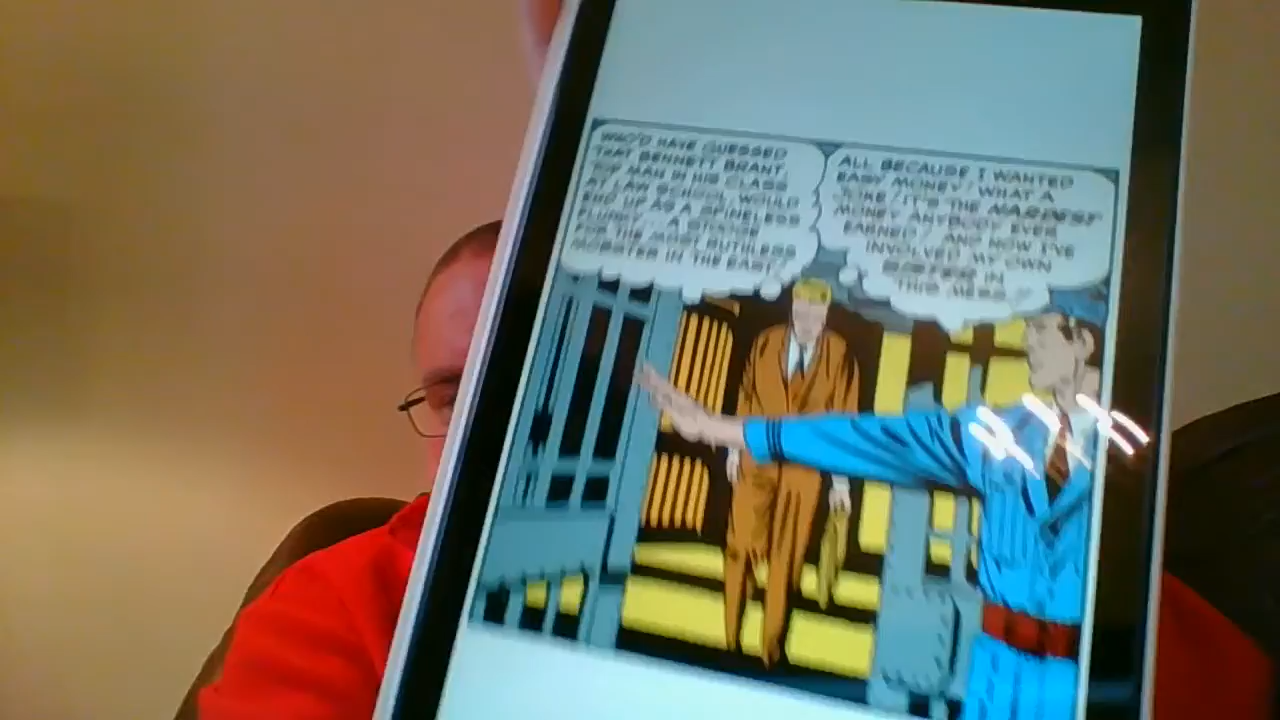 WHO'D HAVE GUESSED
THAT BENNETT BRANT,
TOP MAN IN HIS CLASS
AT LAW SCHOOL, WOULD
END UP AS A SPINELESS
FLUNKY
FOR THE MOST RUTHLESS
MOBSTER IN THE EAST!
ALL BECAUSE I WANTED
EASY MONEY! WHAT A
JOKE! IT'S THE HARDEST
MONEY ANYBODY EVER
EARNED! AND NOW I'VE
INVOLVED MY OWN
SISTER IN
THIS MESS!